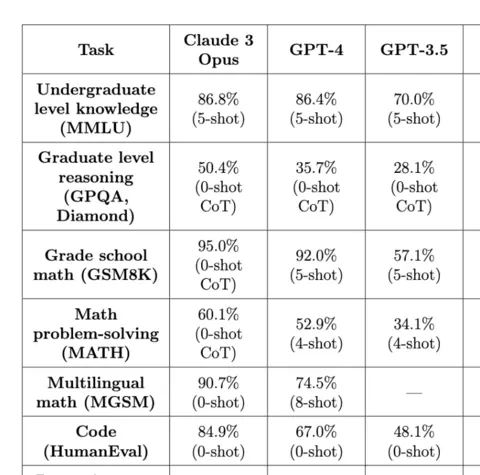 Task
Claude 3
Opus
GPT-4
GPT-3.5
Undergraduate
level knowledge
(MMLU)
86.8%
(5-shot)
86.4%
(5-shot)
70.0%
(5-shot)
Graduate level
reasoning
(GPQA,
Diamond)
50.4%
(0-shot
CoT)
35.7%
(0-shot
CoT)
28.1%
(0-shot
CoT)
Grade school
math (GSM8K)
95.0%
(0-shot
CoT)
92.0%
(5-shot)
57.1%
(5-shot)
Math
problem-solving
(MATH)
60.1%
(0-shot
CoT)
52.9%
(4-shot)
34.1%
(4-shot)
Multilingual
math (MGSM)
90.7%
(0-shot)
74.5%
(8-shot)
—
Code
(HumanEval)
84.9%
(0-shot)
67.0%
(0-shot)
48.1%
(0-shot)